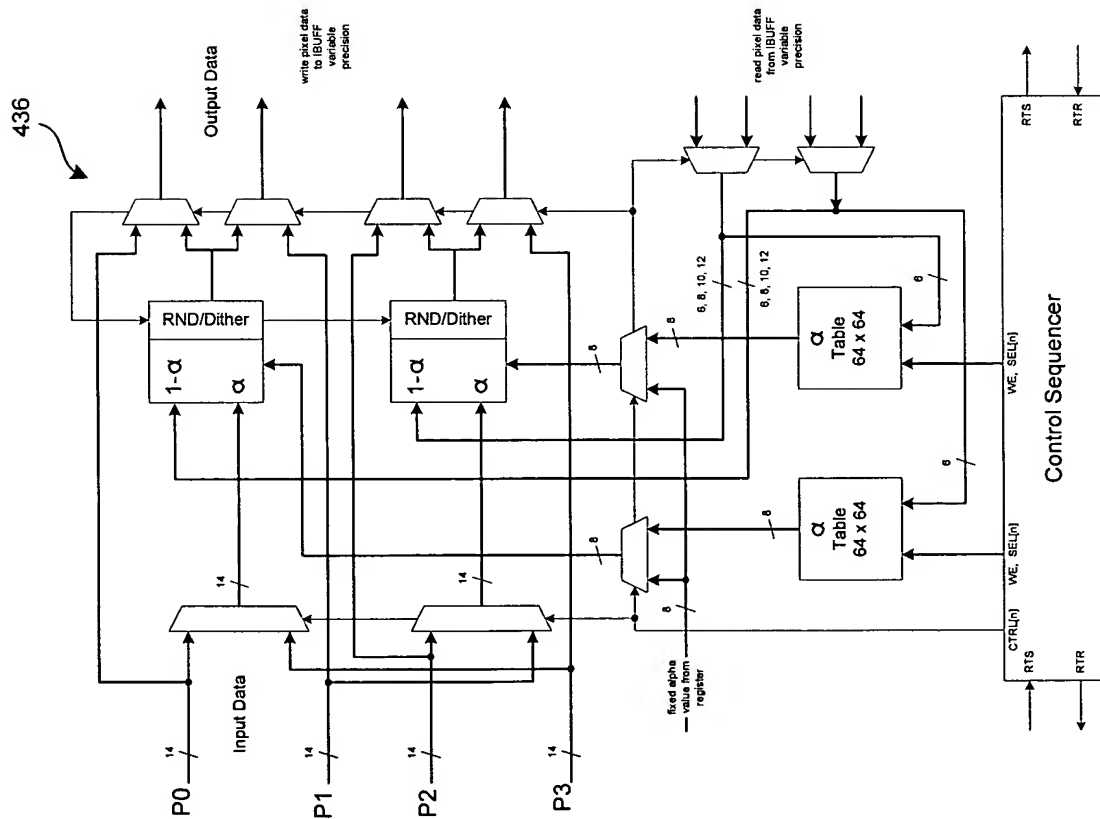 436
Output Data
write pixel data
to IBUFF
variable
precision
RND/Dither
1-α
α
RND/Dither
1-α
α
14
14
Input Data
P0
14
P1
14
P2
14
P3
14
8
8
8
8
8
fixed alpha
value from
register
6, 8, 10, 12
6, 8, 10, 12
read pixel data
from IBUFF
variable
precision
6
6
α
Table
64 x 64
α
Table
64 x 64
CTRL[n]
WE, SEL[n]
WE, SEL[n]
RTS
RTR
Control Sequencer
RTS
RTR